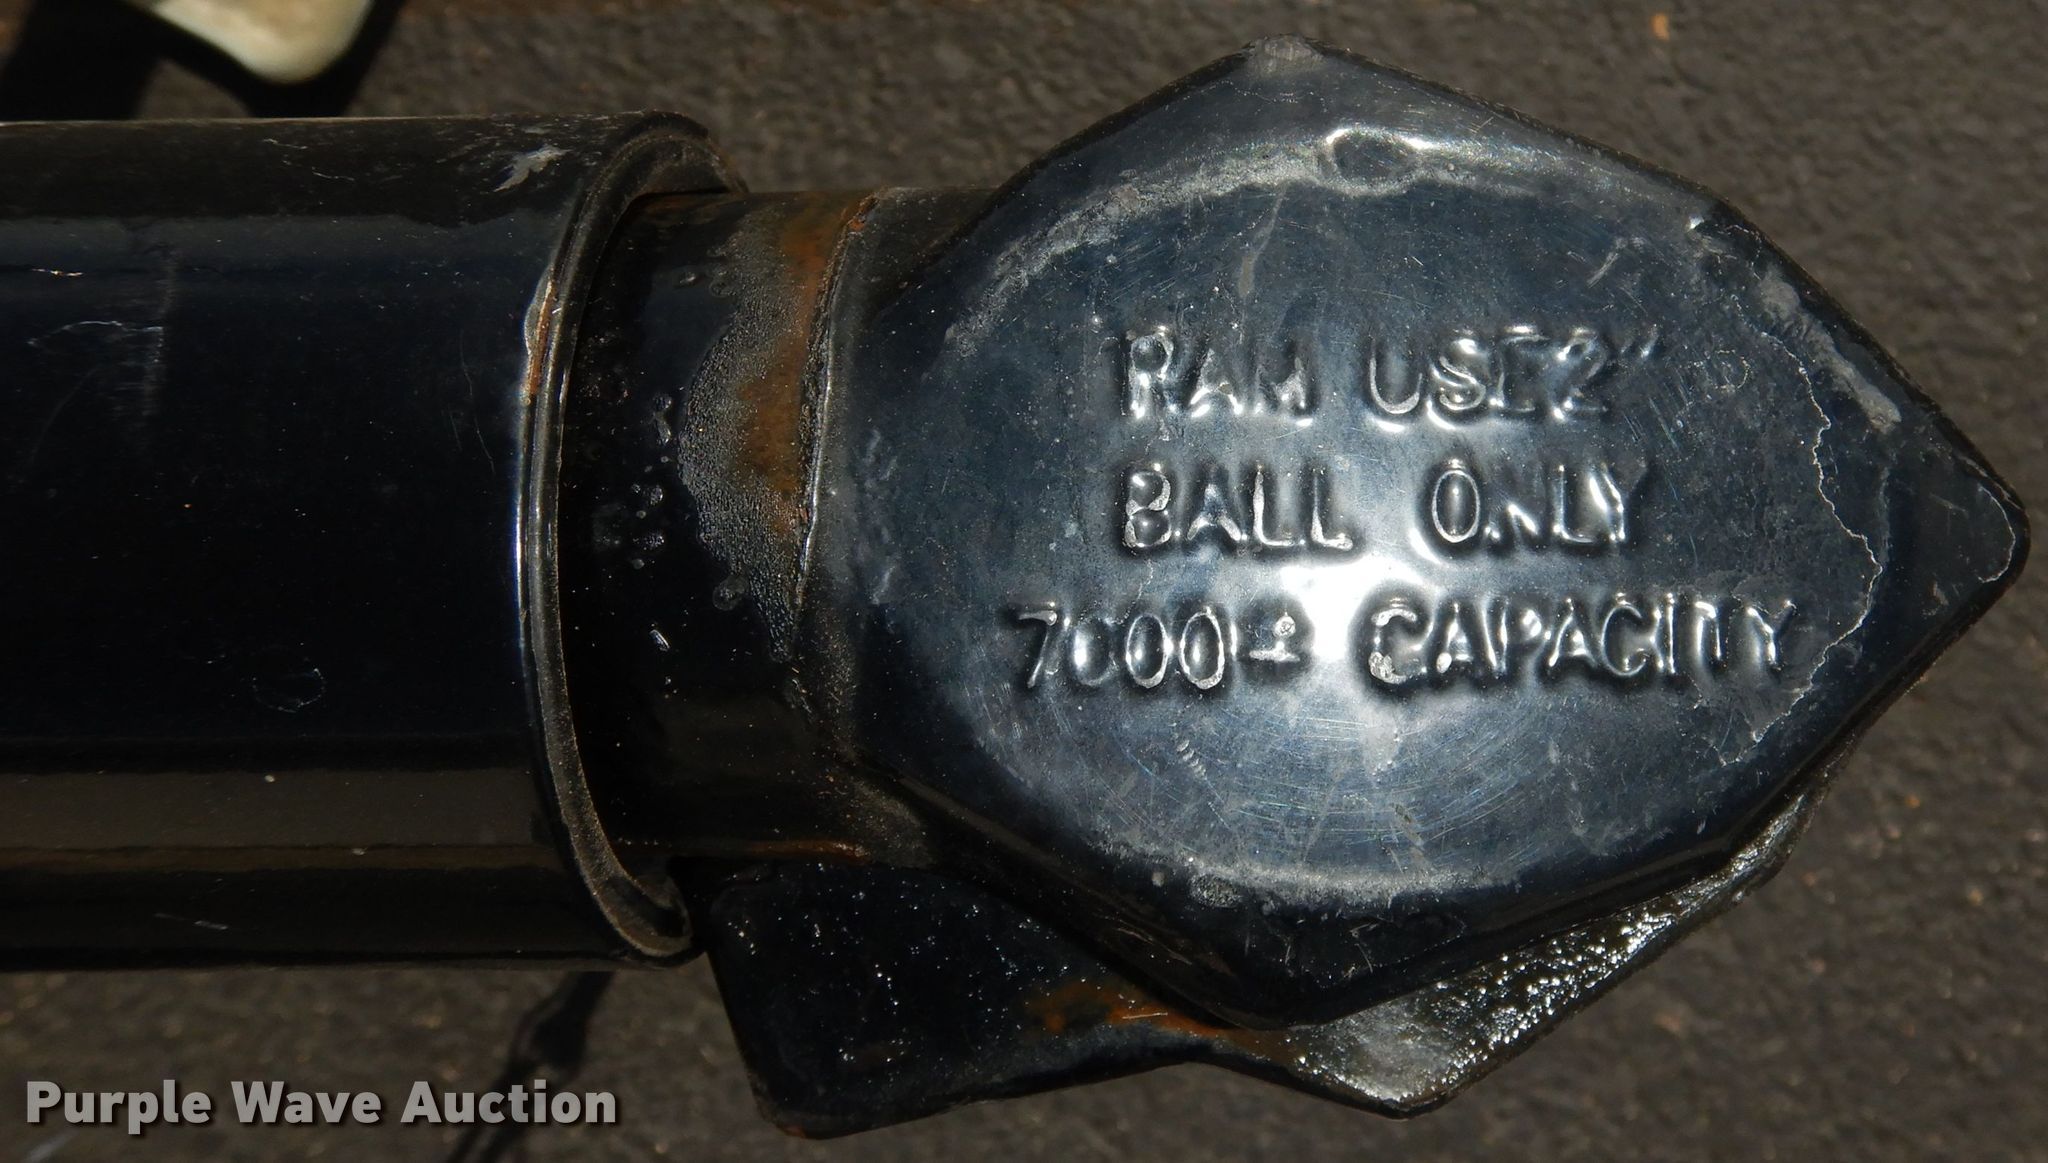 RAM USE 2"
BALL ONLY
7000# CAPACITY
Purple Wave Auction